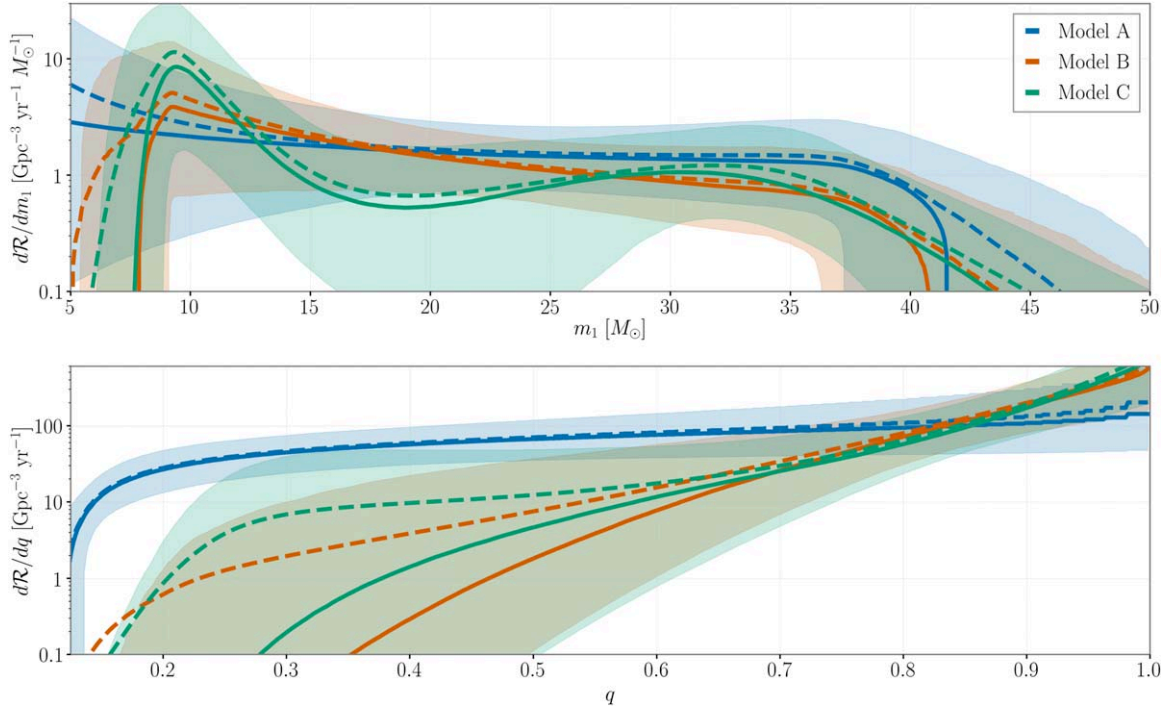 10
1
0.1
dR/dm₁ [Gpc⁻³ yr⁻¹ M⊙⁻¹]
Model A
Model B
Model C
5 10 15 20 25 30 35 40 45 50
m₁ [M⊙]
100
10
1
0.1
dR/dq [Gpc⁻³ yr⁻¹]
0.2 0.3 0.4 0.5 0.6 0.7 0.8 0.9 1.0
q